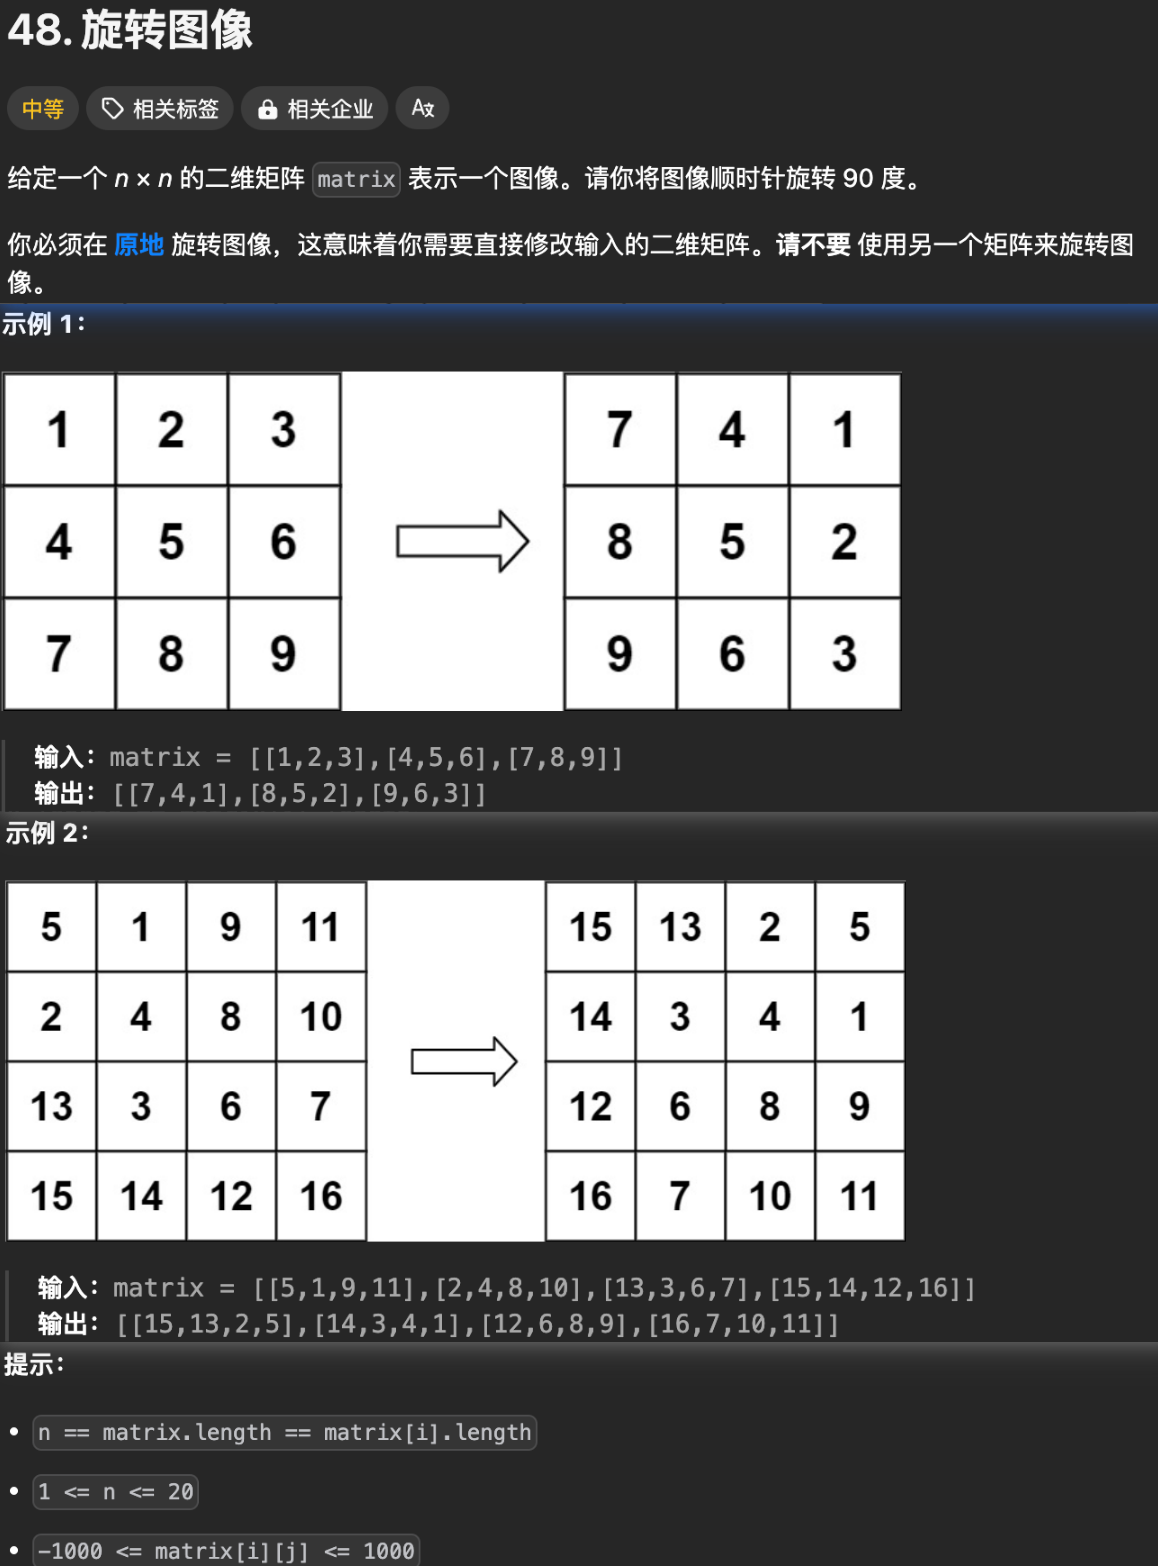 48. 旋转图像
中等 相关标签 相关企业 A文
给定一个 n × n 的二维矩阵 matrix 表示一个图像。请你将图像顺时针旋转 90 度。
你必须在 原地 旋转图像，这意味着你需要直接修改输入的二维矩阵。请不要 使用另一个矩阵来旋转图
像。
示例 1：
1 2 3 7 4 1
4 5 6 8 5 2
7 8 9 9 6 3
输入：matrix = [[1,2,3],[4,5,6],[7,8,9]]
输出：[[7,4,1],[8,5,2],[9,6,3]]
示例 2：
5 1 9 11 15 13 2 5
2 4 8 10 14 3 4 1
13 3 6 7 12 6 8 9
15 14 12 16 16 7 10 11
输入：matrix = [[5,1,9,11],[2,4,8,10],[13,3,6,7],[15,14,12,16]]
输出：[[15,13,2,5],[14,3,4,1],[12,6,8,9],[16,7,10,11]]
提示：
• n == matrix.length == matrix[i].length
• 1 <= n <= 20
• -1000 <= matrix[i][j] <= 1000